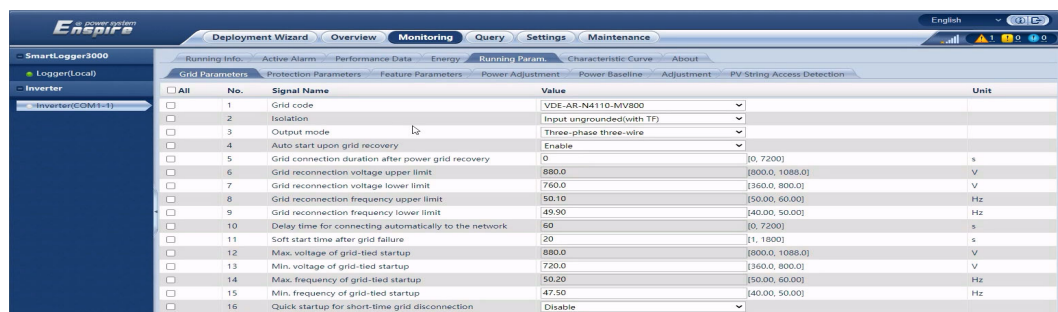 Enspire
e power system
English
Deployment Wizard Overview Monitoring Query Settings Maintenance
1 0 0
SmartLogger3000
Logger(Local)
Inverter
Inverter(COM1-1)
Running Info. Active Alarm Performance Data Energy Running Param. Characteristic Curve About
Grid Parameters Protection Parameters Feature Parameters Power Adjustment Power Baseline Adjustment PV String Access Detection
All No. Signal Name Value Unit
1 Grid code VDE-AR-N4110-MV800
2 Isolation Input ungrounded(with TF)
3 Output mode Three-phase three-wire
4 Auto start upon grid recovery Enable
5 Grid connection duration after power grid recovery 0 [0, 7200] s
6 Grid reconnection voltage upper limit 880.0 [800.0, 1088.0] V
7 Grid reconnection voltage lower limit 760.0 [360.0, 800.0] V
8 Grid reconnection frequency upper limit 50.10 [50.00, 60.00] Hz
9 Grid reconnection frequency lower limit 49.90 [40.00, 50.00] Hz
10 Delay time for connecting automatically to the network 60 [0, 7200] s
11 Soft start time after grid failure 20 [1, 1800] s
12 Max. voltage of grid-tied startup 880.0 [800.0, 1088.0] V
13 Min. voltage of grid-tied startup 720.0 [360.0, 800.0] V
14 Max. frequency of grid-tied startup 50.20 [50.00, 60.00] Hz
15 Min. frequency of grid-tied startup 47.50 [40.00, 50.00] Hz
16 Quick startup for short-time grid disconnection Disable